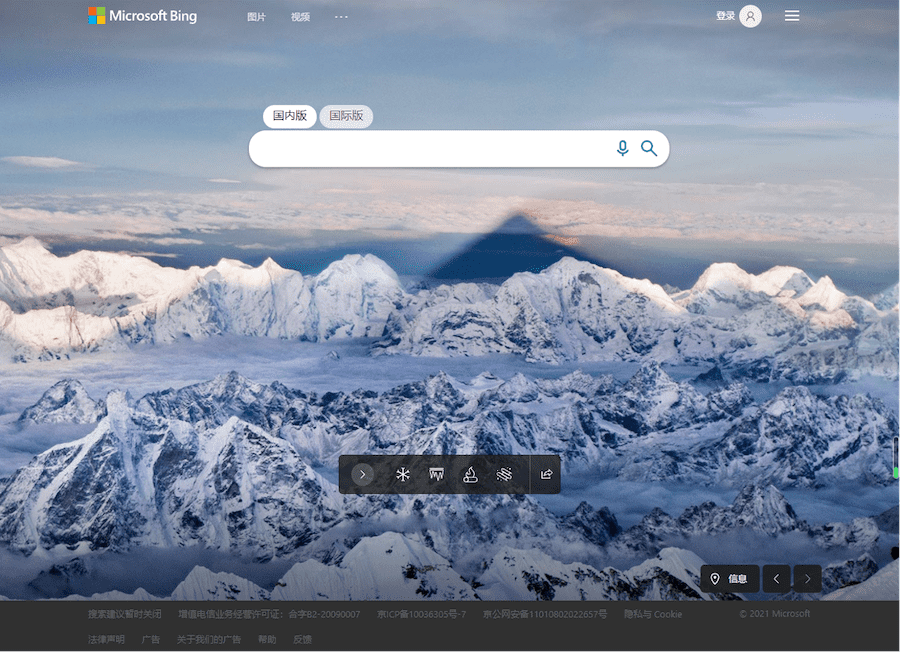 Microsoft Bing 图片 视频 ... 登录
国内版 国际版
信息
搜索建议暂时关闭 增值电信业务经营许可证：合字B2-20090007 京ICP备10036305号-7 京公网安备11010802022657号 隐私与 Cookie © 2021 Microsoft
法律声明 广告 关于我们的广告 帮助 反馈